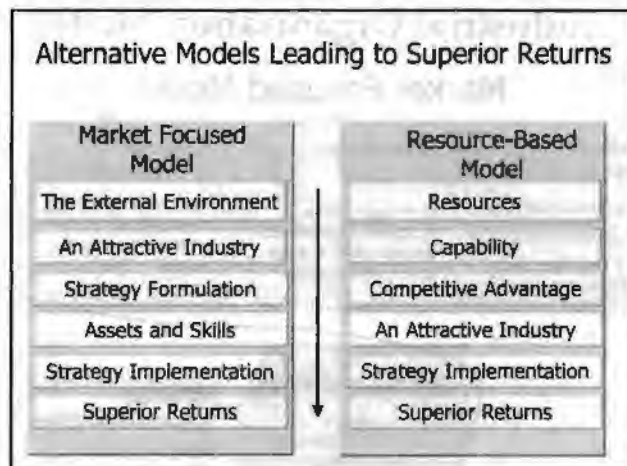 Alternative Models Leading to Superior Returns
Market Focused
Model
The External Environment
An Attractive Industry
Strategy Formulation
Assets and Skills
Strategy Implementation
Superior Returns
Resource-Based
Model
Resources
Capability
Competitive Advantage
An Attractive Industry
Strategy Implementation
Superior Returns